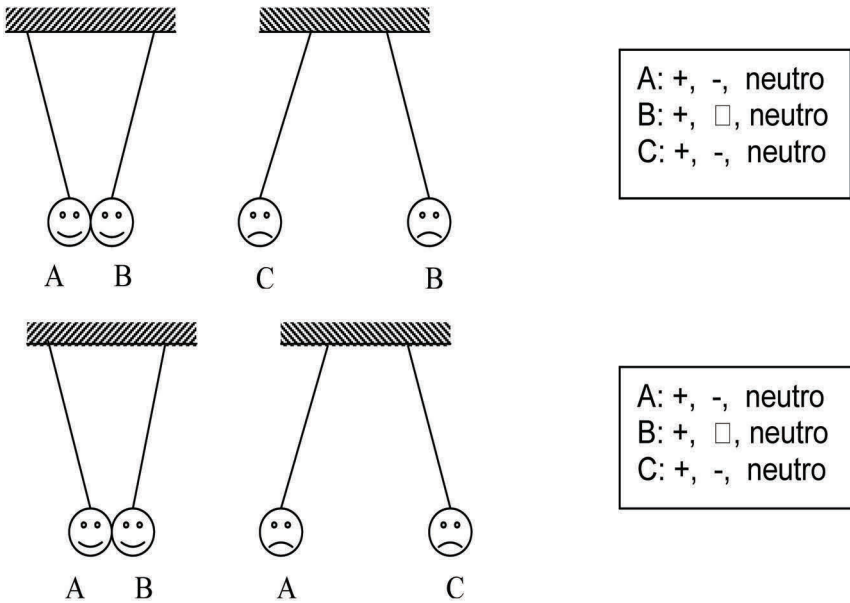 A: +, -, neutro
B: +, □, neutro
C: +, -, neutro
A B C B
A: +, -, neutro
B: +, □, neutro
C: +, -, neutro
A B A C